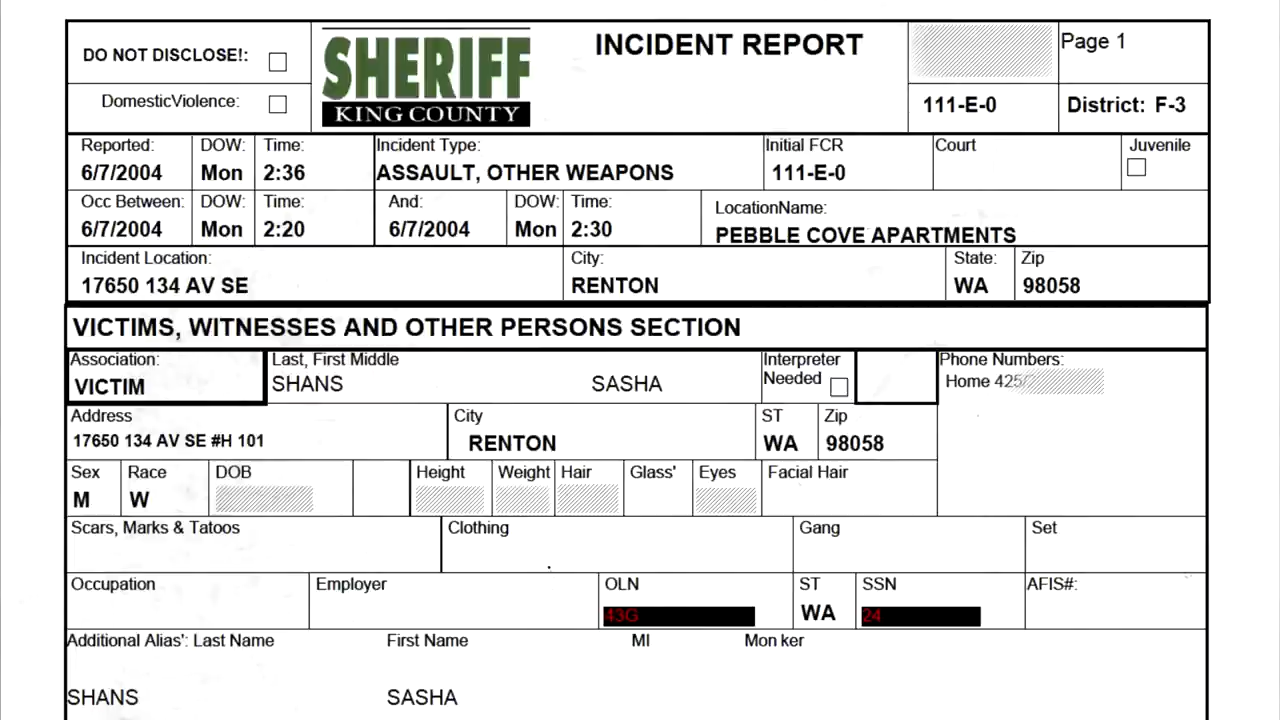 DO NOT DISCLOSE!:
DomesticViolence:
SHERIFF
KING COUNTY
INCIDENT REPORT
Page 1
111-E-0
District: F-3
Reported: DOW: Time: Incident Type: Initial FCR Court Juvenile
6/7/2004 Mon 2:36 ASSAULT, OTHER WEAPONS 111-E-0
Occ Between: DOW: Time: And: DOW: Time: LocationName:
6/7/2004 Mon 2:20 6/7/2004 Mon 2:30 PEBBLE COVE APARTMENTS
Incident Location: City: State: Zip
17650 134 AV SE RENTON WA 98058
VICTIMS, WITNESSES AND OTHER PERSONS SECTION
Association: Last, First Middle Interpreter Needed Phone Numbers:
VICTIM SHANS SASHA Home 425/
Address City ST Zip
17650 134 AV SE #H 101 RENTON WA 98058
Sex Race DOB Height Weight Hair Glass' Eyes Facial Hair
M W
Scars, Marks & Tatoos Clothing Gang Set
Occupation Employer OLN ST SSN AFIS#:
43G WA 24
Additional Alias': Last Name First Name MI Mon ker
SHANS SASHA